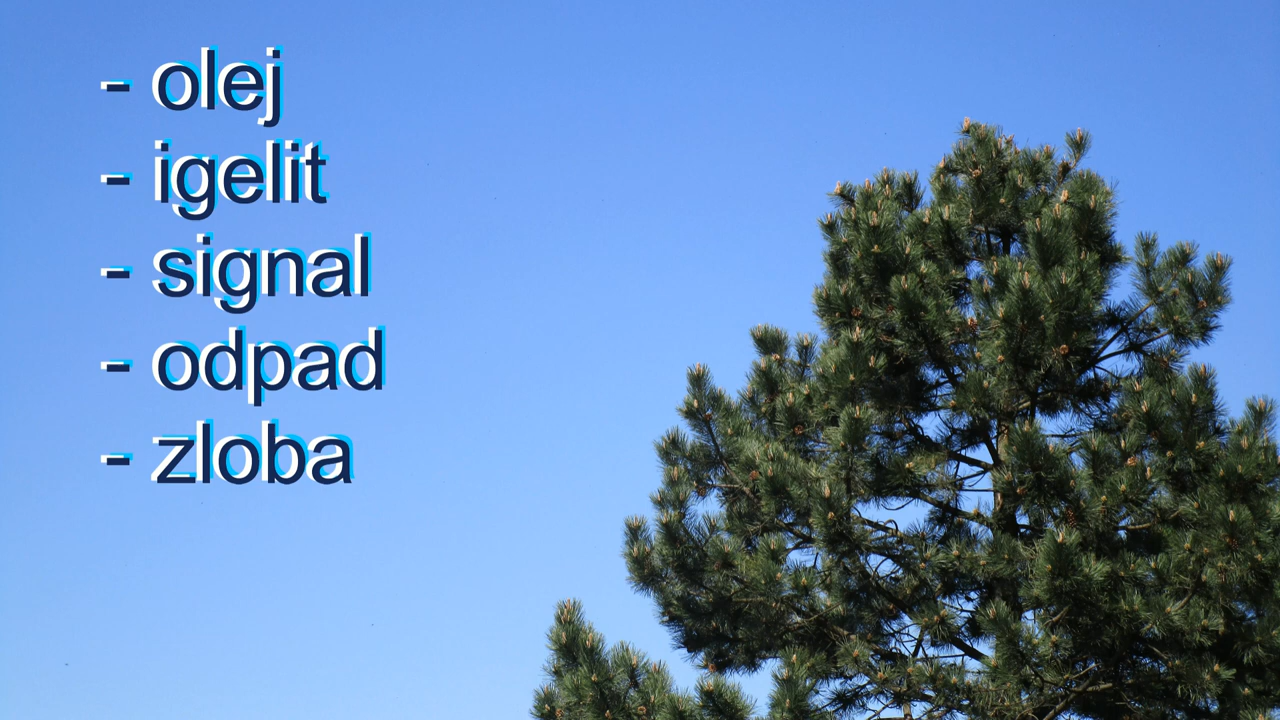 - olej
- igelit
- signal
- odpad
- zloba